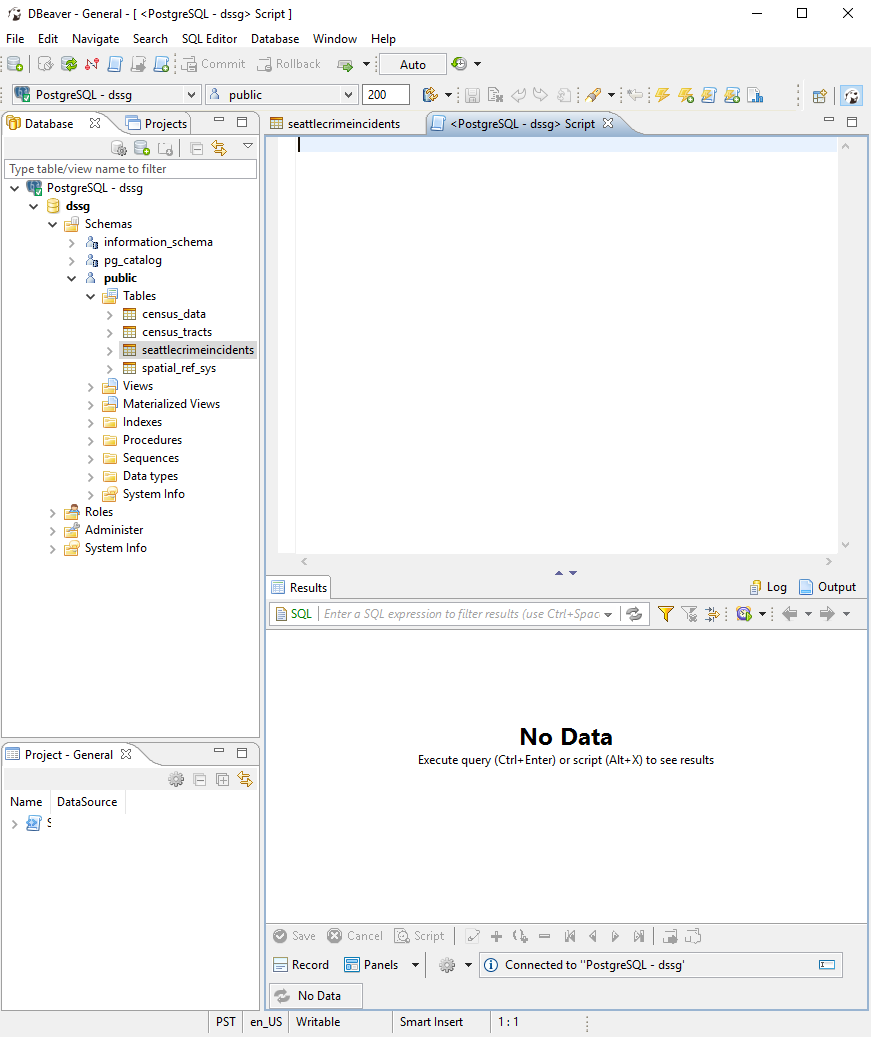 DBeaver - General - [ <PostgreSQL - dssg> Script ]
File Edit Navigate Search SQL Editor Database Window Help
Commit Rollback Auto
PostgreSQL - dssg public 200
Database Projects
seattlecrimeincidents <PostgreSQL - dssg> Script
Type table/view name to filter
PostgreSQL - dssg
dssg
Schemas
information_schema
pg_catalog
public
Tables
census_data
census_tracts
seattlecrimeincidents
spatial_ref_sys
Views
Materialized Views
Indexes
Procedures
Sequences
Data types
System Info
Roles
Administer
System Info
Results Log Output
SQL Enter a SQL expression to filter results (use Ctrl+Spac
No Data
Execute query (Ctrl+Enter) or script (Alt+X) to see results
Project - General
Name DataSource
Save Cancel Script
Record Panels Connected to ''PostgreSQL - dssg'
No Data
PST en_US Writable Smart Insert 1 : 1